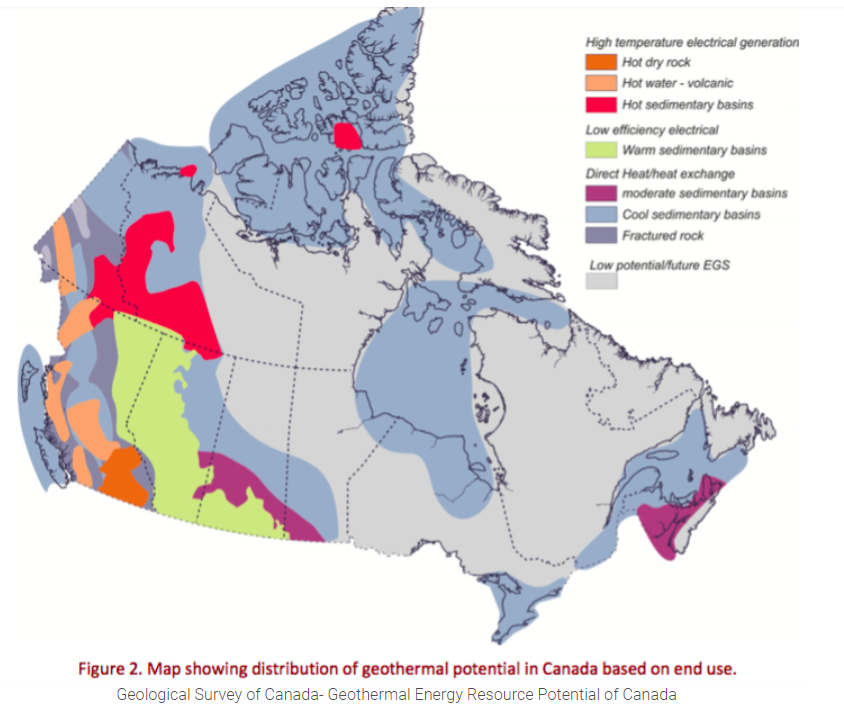 High temperature electrical generation
Hot dry rock
Hot water - volcanic
Hot sedimentary basins
Low efficiency electrical
Warm sedimentary basins
Direct Heat/heat exchange
moderate sedimentary basins
Cool sedimentary basins
Fractured rock
Low potential/future EGS
Figure 2. Map showing distribution of geothermal potential in Canada based on end use.
Geological Survey of Canada- Geothermal Energy Resource Potential of Canada